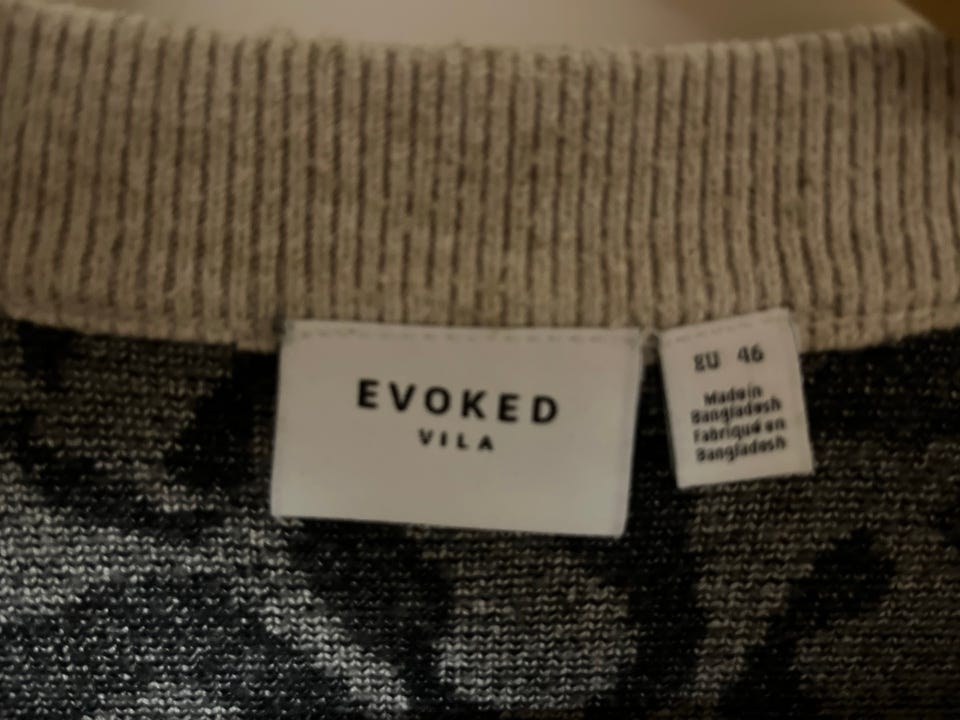 EVOKED
VILA
EU 46
Made in
Bangladesh
Fabriqué en
Bangladesh